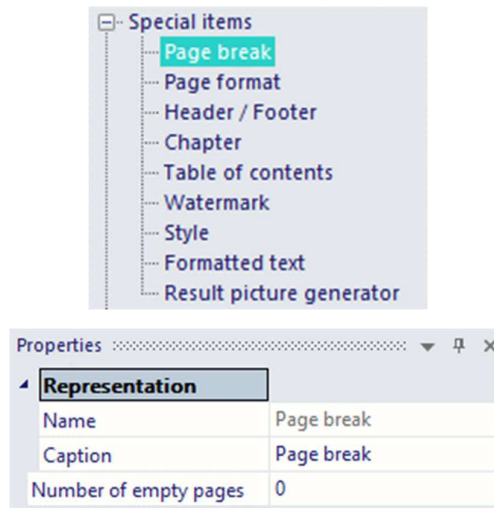 Special items
Page break
Page format
Header / Footer
Chapter
Table of contents
Watermark
Style
Formatted text
Result picture generator
Properties
Representation
Name Page break
Caption Page break
Number of empty pages 0